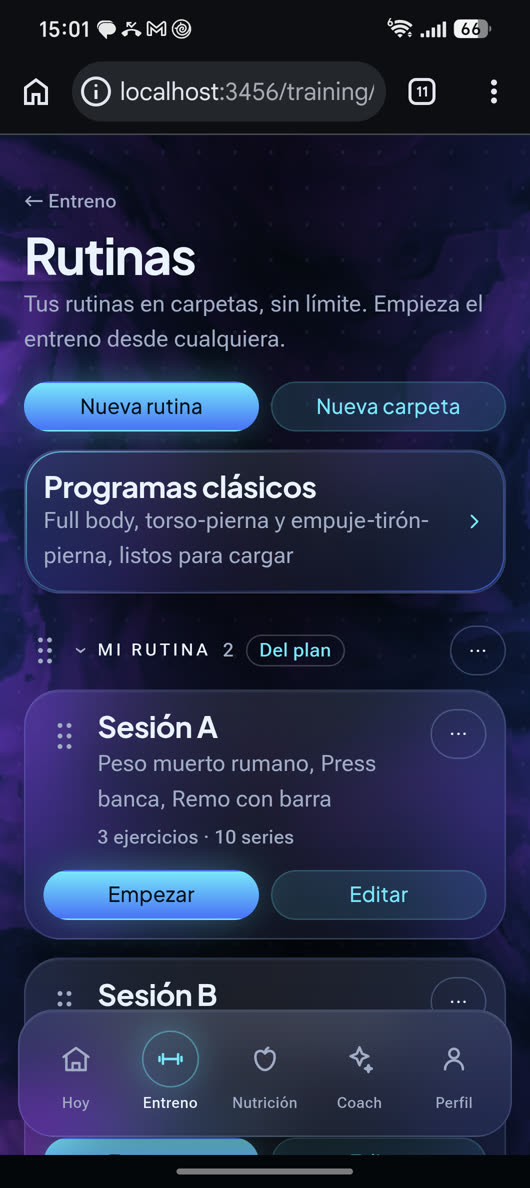 15:01
6
66
localhost:3456/training/
11
← Entreno
Rutinas
Tus rutinas en carpetas, sin límite. Empieza el
entreno desde cualquiera.
Nueva rutina
Nueva carpeta
Programas clásicos
Full body, torso-pierna y empuje-tirón-
pierna, listos para cargar
MI RUTINA 2 Del plan
Sesión A
Peso muerto rumano, Press
banca, Remo con barra
3 ejercicios · 10 series
Empezar
Editar
Sesión B
Hoy
Entreno
Nutrición
Coach
Perfil